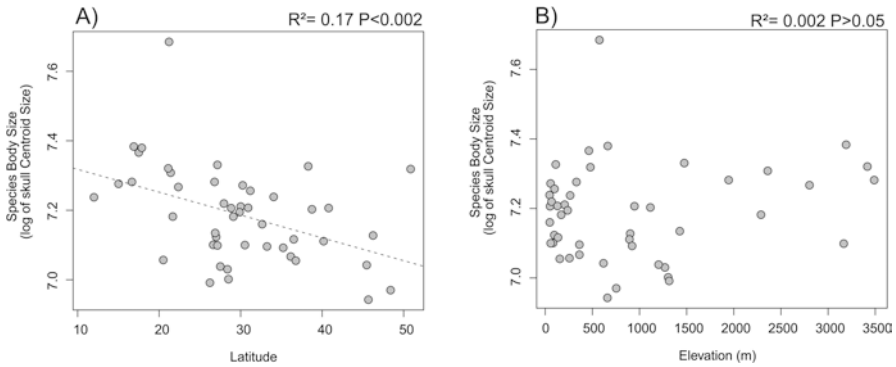 A)
R²= 0.17 P<0.002
Species Body Size
(log of skull Centroid Size)
7.6
7.4
7.2
7.0
10 20 30 40 50
Latitude
B)
R²= 0.002 P>0.05
Species Body Size
(log of skull Centroid Size)
7.6
7.4
7.2
7.0
0 500 1000 1500 2000 2500 3000 3500
Elevation (m)